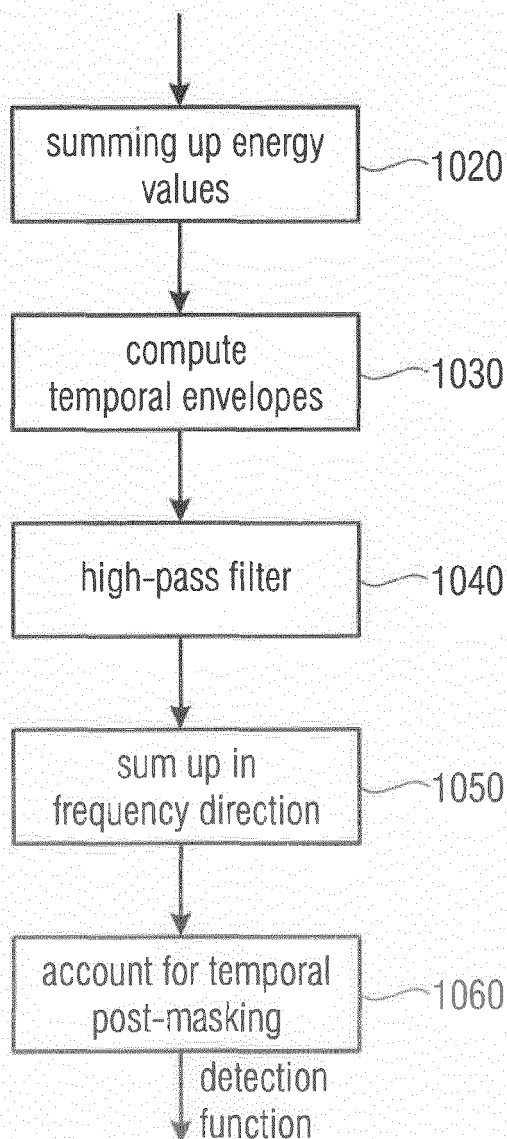 summing up energy
values
1020
compute
temporal envelopes
1030
high-pass filter
1040
sum up in
frequency direction
1050
account for temporal
post-masking
1060
detection
function